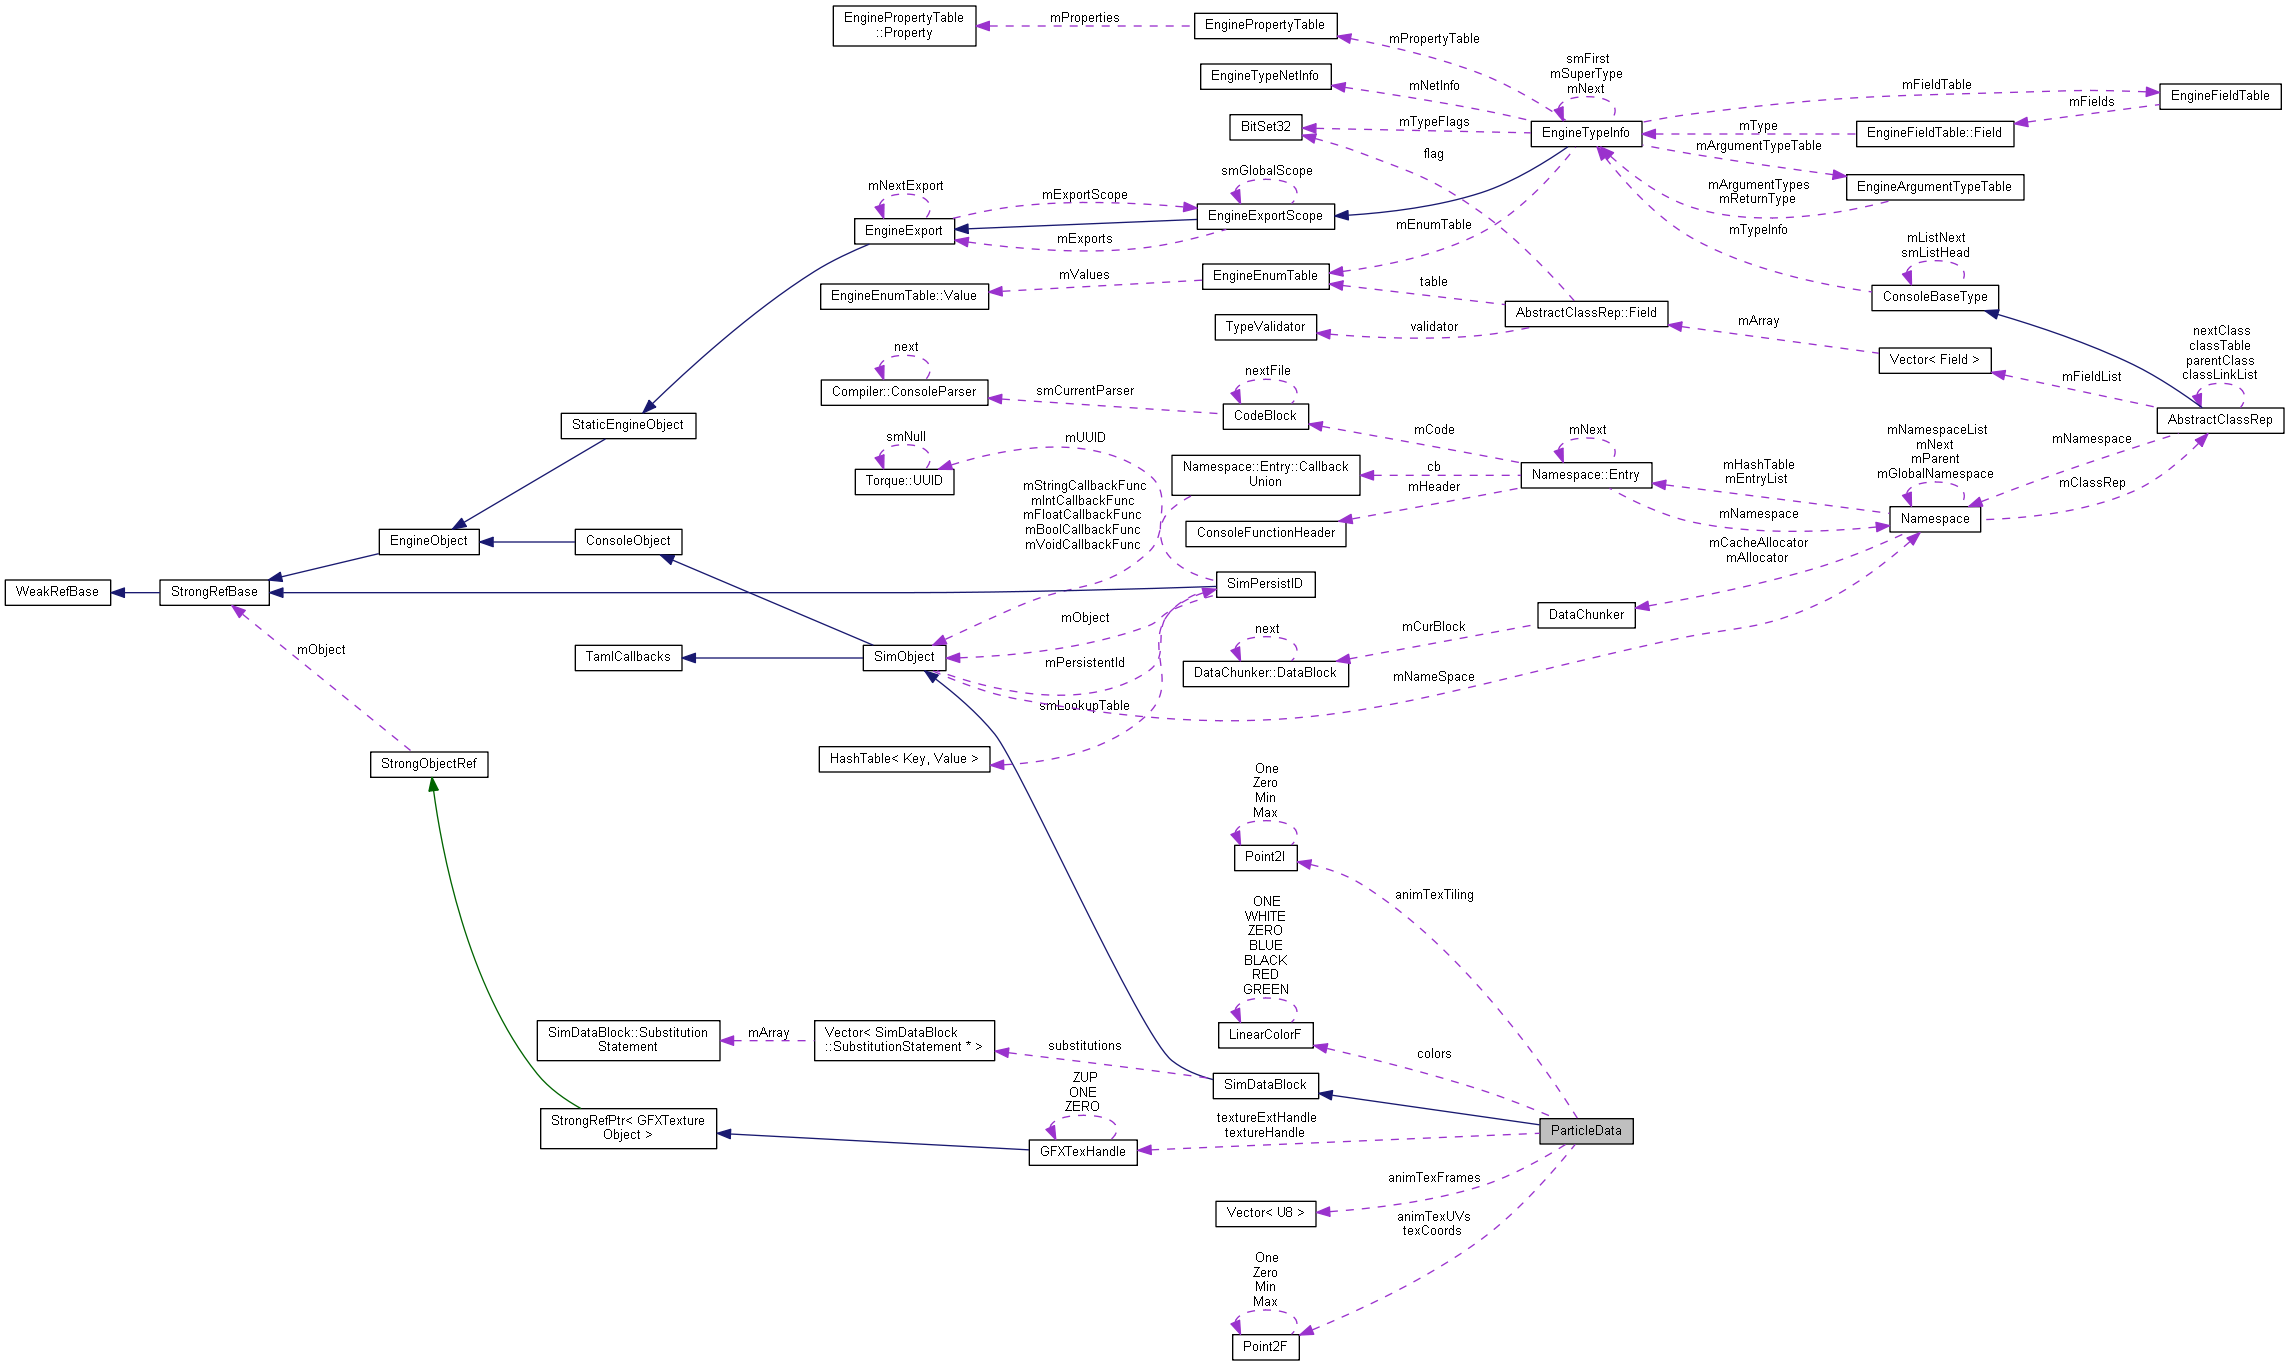 EnginePropertyTable
::Property
mProperties
EnginePropertyTable
mPropertyTable
EngineTypeNetInfo
mNetInfo
smFirst
mSuperType
mNext
mFieldTable
EngineFieldTable
mFields
BitSet32
mTypeFlags
EngineTypeInfo
mType
EngineFieldTable::Field
flag
mArgumentTypeTable
EngineArgumentTypeTable
mArgumentTypes
mReturnType
mTypeInfo
mNextExport
mExportScope
smGlobalScope
EngineExport
EngineExportScope
mExports
mEnumTable
mListNext
smListHead
ConsoleBaseType
EngineEnumTable::Value
mValues
EngineEnumTable
table
AbstractClassRep::Field
TypeValidator
validator
mArray
Vector< Field >
mFieldList
nextClass
classTable
parentClass
classLinkList
AbstractClassRep
next
Compiler::ConsoleParser
smCurrentParser
nextFile
CodeBlock
mCode
mNext
StaticEngineObject
smNull
Torque::UUID
mUUID
Namespace::Entry::Callback
Union
cb
Namespace::Entry
mHeader
mHashTable
mEntryList
mNamespaceList
mNext
mParent
mGlobalNamespace
mNamespace
mClassRep
Namespace
mNamespace
mStringCallbackFunc
mIntCallbackFunc
mFloatCallbackFunc
mBoolCallbackFunc
mVoidCallbackFunc
ConsoleFunctionHeader
mCacheAllocator
mAllocator
EngineObject
ConsoleObject
WeakRefBase
StrongRefBase
SimPersistID
mObject
DataChunker
mCurBlock
next
DataChunker::DataBlock
mObject
TamlCallbacks
SimObject
mPersistentId
mNameSpace
smLookupTable
HashTable< Key, Value >
StrongObjectRef
One
Zero
Min
Max
Point2I
animTexTiling
ONE
WHITE
ZERO
BLUE
BLACK
RED
GREEN
LinearColorF
colors
SimDataBlock::Substitution
Statement
mArray
Vector< SimDataBlock
::SubstitutionStatement * >
substitutions
SimDataBlock
ZUP
ONE
ZERO
StrongRefPtr< GFXTexture
Object >
GFXTexHandle
textureExtHandle
textureHandle
ParticleData
animTexFrames
Vector< U8 >
animTexUVs
texCoords
One
Zero
Min
Max
Point2F